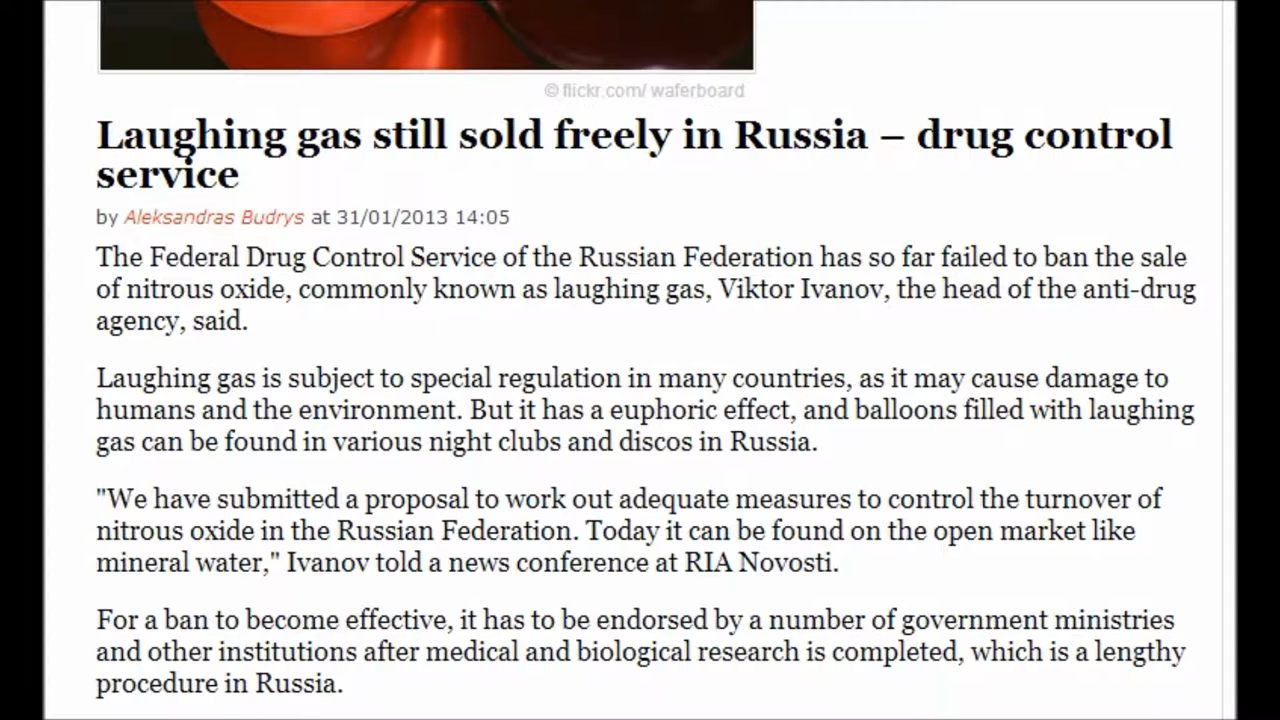 © flickr.com/ waferboard
Laughing gas still sold freely in Russia – drug control
service
by Aleksandras Budrys at 31/01/2013 14:05
The Federal Drug Control Service of the Russian Federation has so far failed to ban the sale
of nitrous oxide, commonly known as laughing gas, Viktor Ivanov, the head of the anti-drug
agency, said.
Laughing gas is subject to special regulation in many countries, as it may cause damage to
humans and the environment. But it has a euphoric effect, and balloons filled with laughing
gas can be found in various night clubs and discos in Russia.
"We have submitted a proposal to work out adequate measures to control the turnover of
nitrous oxide in the Russian Federation. Today it can be found on the open market like
mineral water," Ivanov told a news conference at RIA Novosti.
For a ban to become effective, it has to be endorsed by a number of government ministries
and other institutions after medical and biological research is completed, which is a lengthy
procedure in Russia.